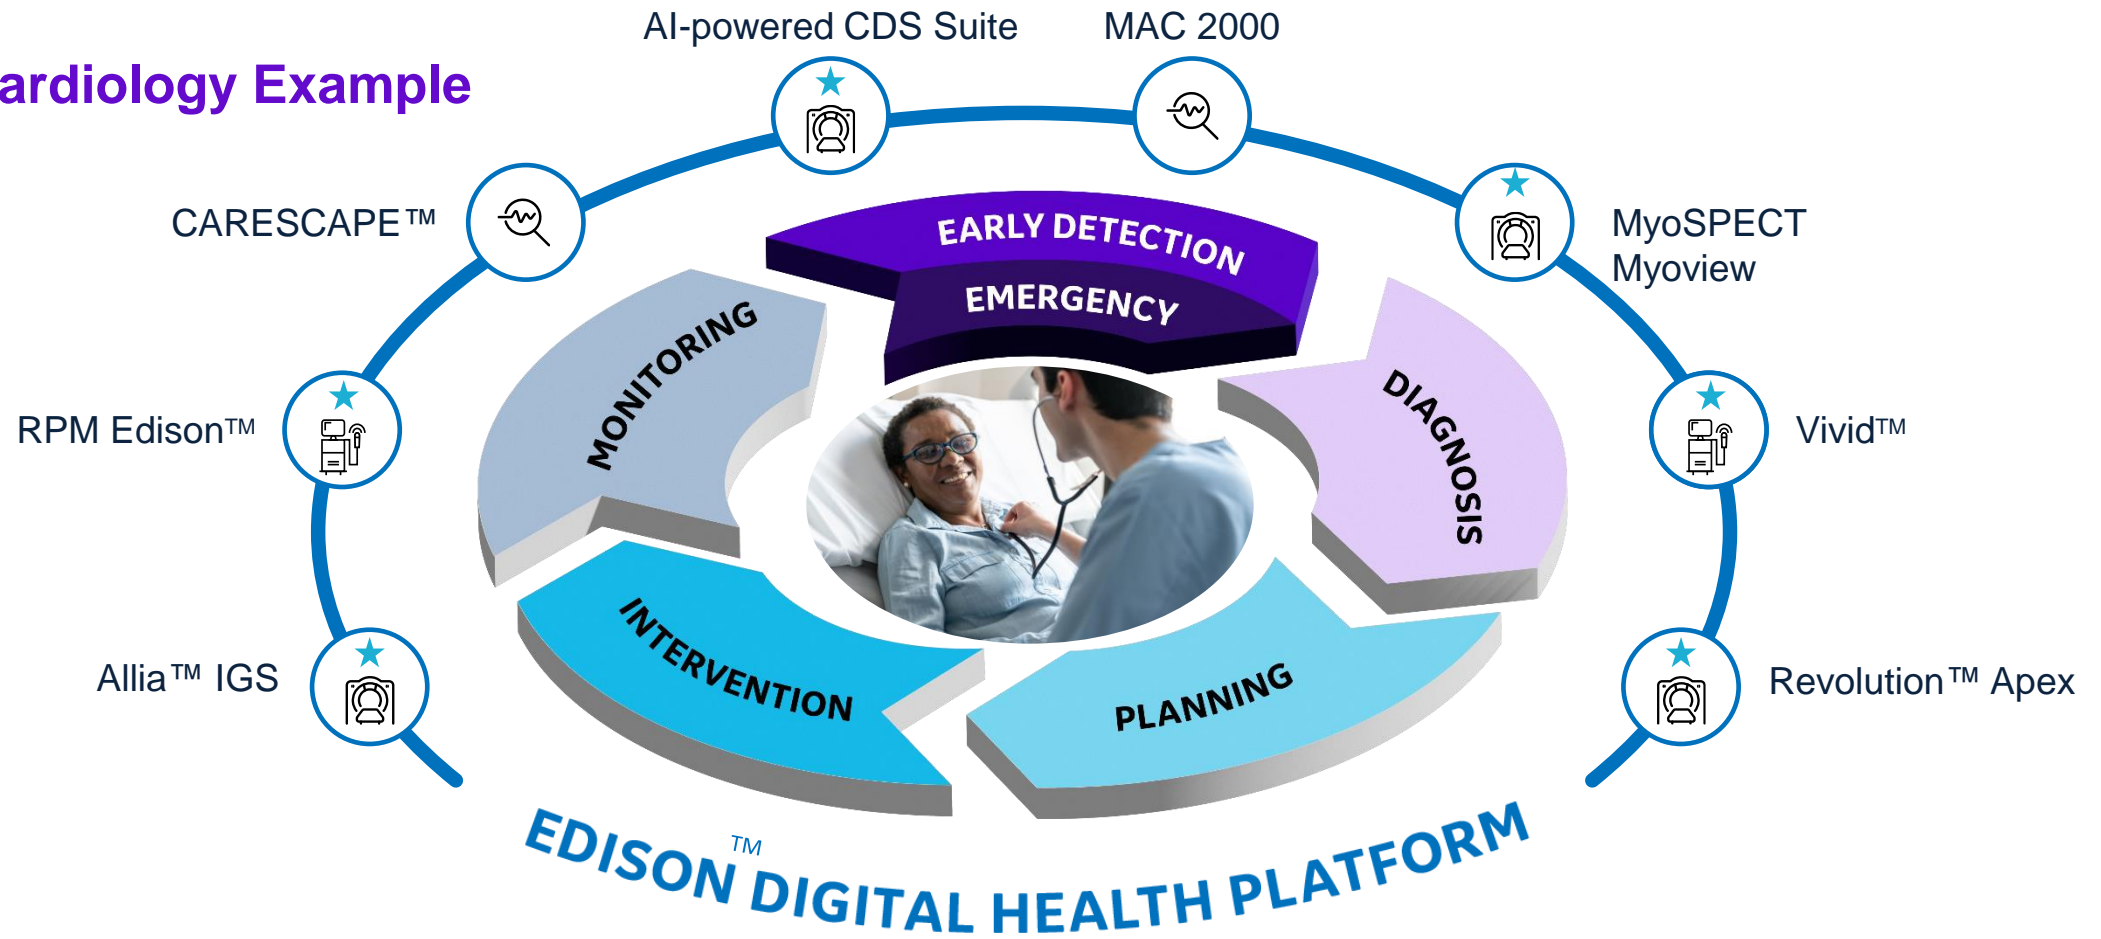 AI-powered CDS Suite
MAC 2000
ardiology Example
CARESCAPE™
MyoSPECT
Myoview
EARLY DETECTION
EMERGENCY
MONITORING
DIAGNOSIS
RPM Edison™
Vivid™
INTERVENTION
PLANNING
Allia™ IGS
Revolution™ Apex
EDISON™ DIGITAL HEALTH PLATFORM